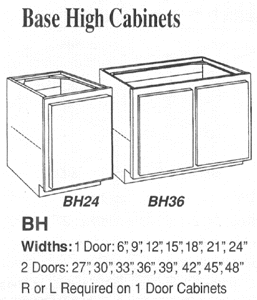 Base High Cabinets
BH24 BH36
BH
Widths: 1 Door: 6”, 9”, 12”, 15”, 18”, 21”, 24”
2 Doors: 27”, 30”, 33”, 36”, 39”, 42”, 45”, 48”
R or L Required on 1 Door Cabinets